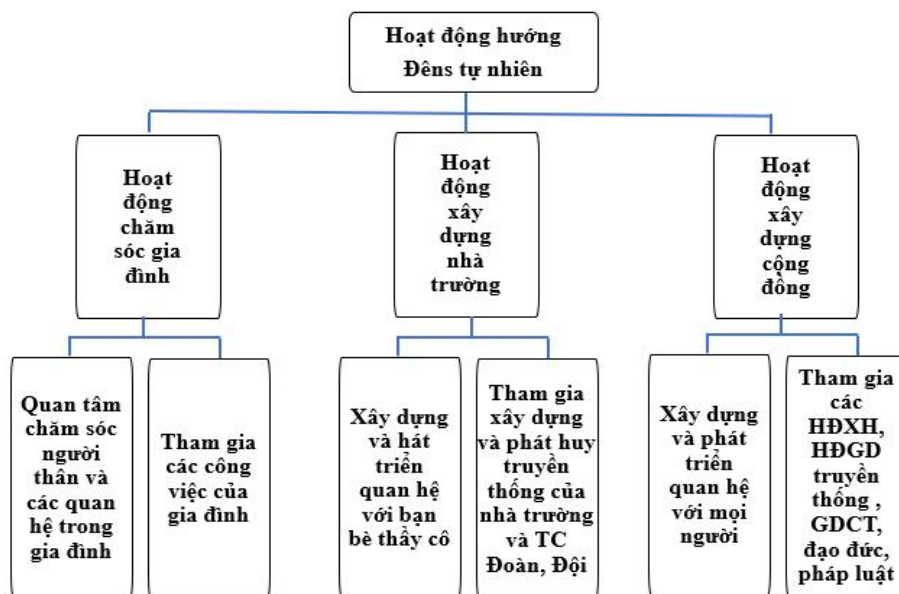 Hoạt động hướng
Đêns tự nhiên
Hoạt
động
chăm
sóc gia
đình
Hoạt
động
xây
dựng
nhà
trường
Hoạt
động
xây
dựng
cộng
đồng
Quan tâm
chăm sóc
người
thân và
các quan
hệ trong
gia đình
Tham gia
các công
việc của
gia đình
Xây dựng
và hát
triển
quan hệ
với bạn
bè thầy cô
Tham gia
xây dựng
và phát huy
truyền
thống của
nhà trường
và TC
Đoàn, Đội
Xây dựng
và phát
triển
quan hệ
với mọi
người
Tham gia
các
HĐXH,
HĐGD
truyền
thống ,
GDCT,
đạo đức,
pháp luật